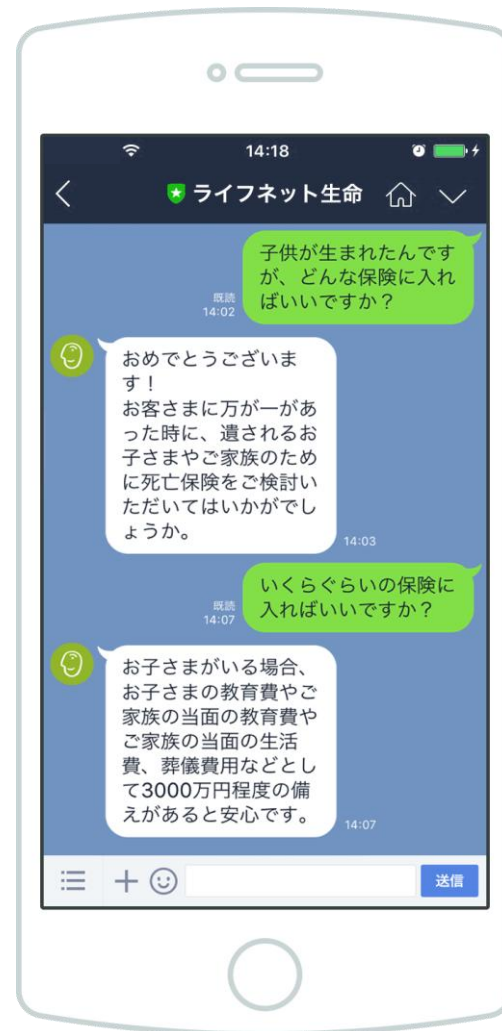 14:18
ライフネット生命
子供が生まれたんです
が、どんな保険に入れ
ばいいですか？
既読
14:02
おめでとうございま
す！
お客さまに万が一があ
った時に、遺されるお
子さまやご家族のため
に死亡保険をご検討い
ただいてはいかがでし
ょうか。
14:03
いくらぐらいの保険に
入ればいいですか？
既読
14:07
お子さまがいる場合、
お子さまの教育費やご
家族の当面の教育費や
ご家族の当面の生活
費、葬儀費用などとし
て3000万円程度の備
えがあると安心です。
14:07
送信